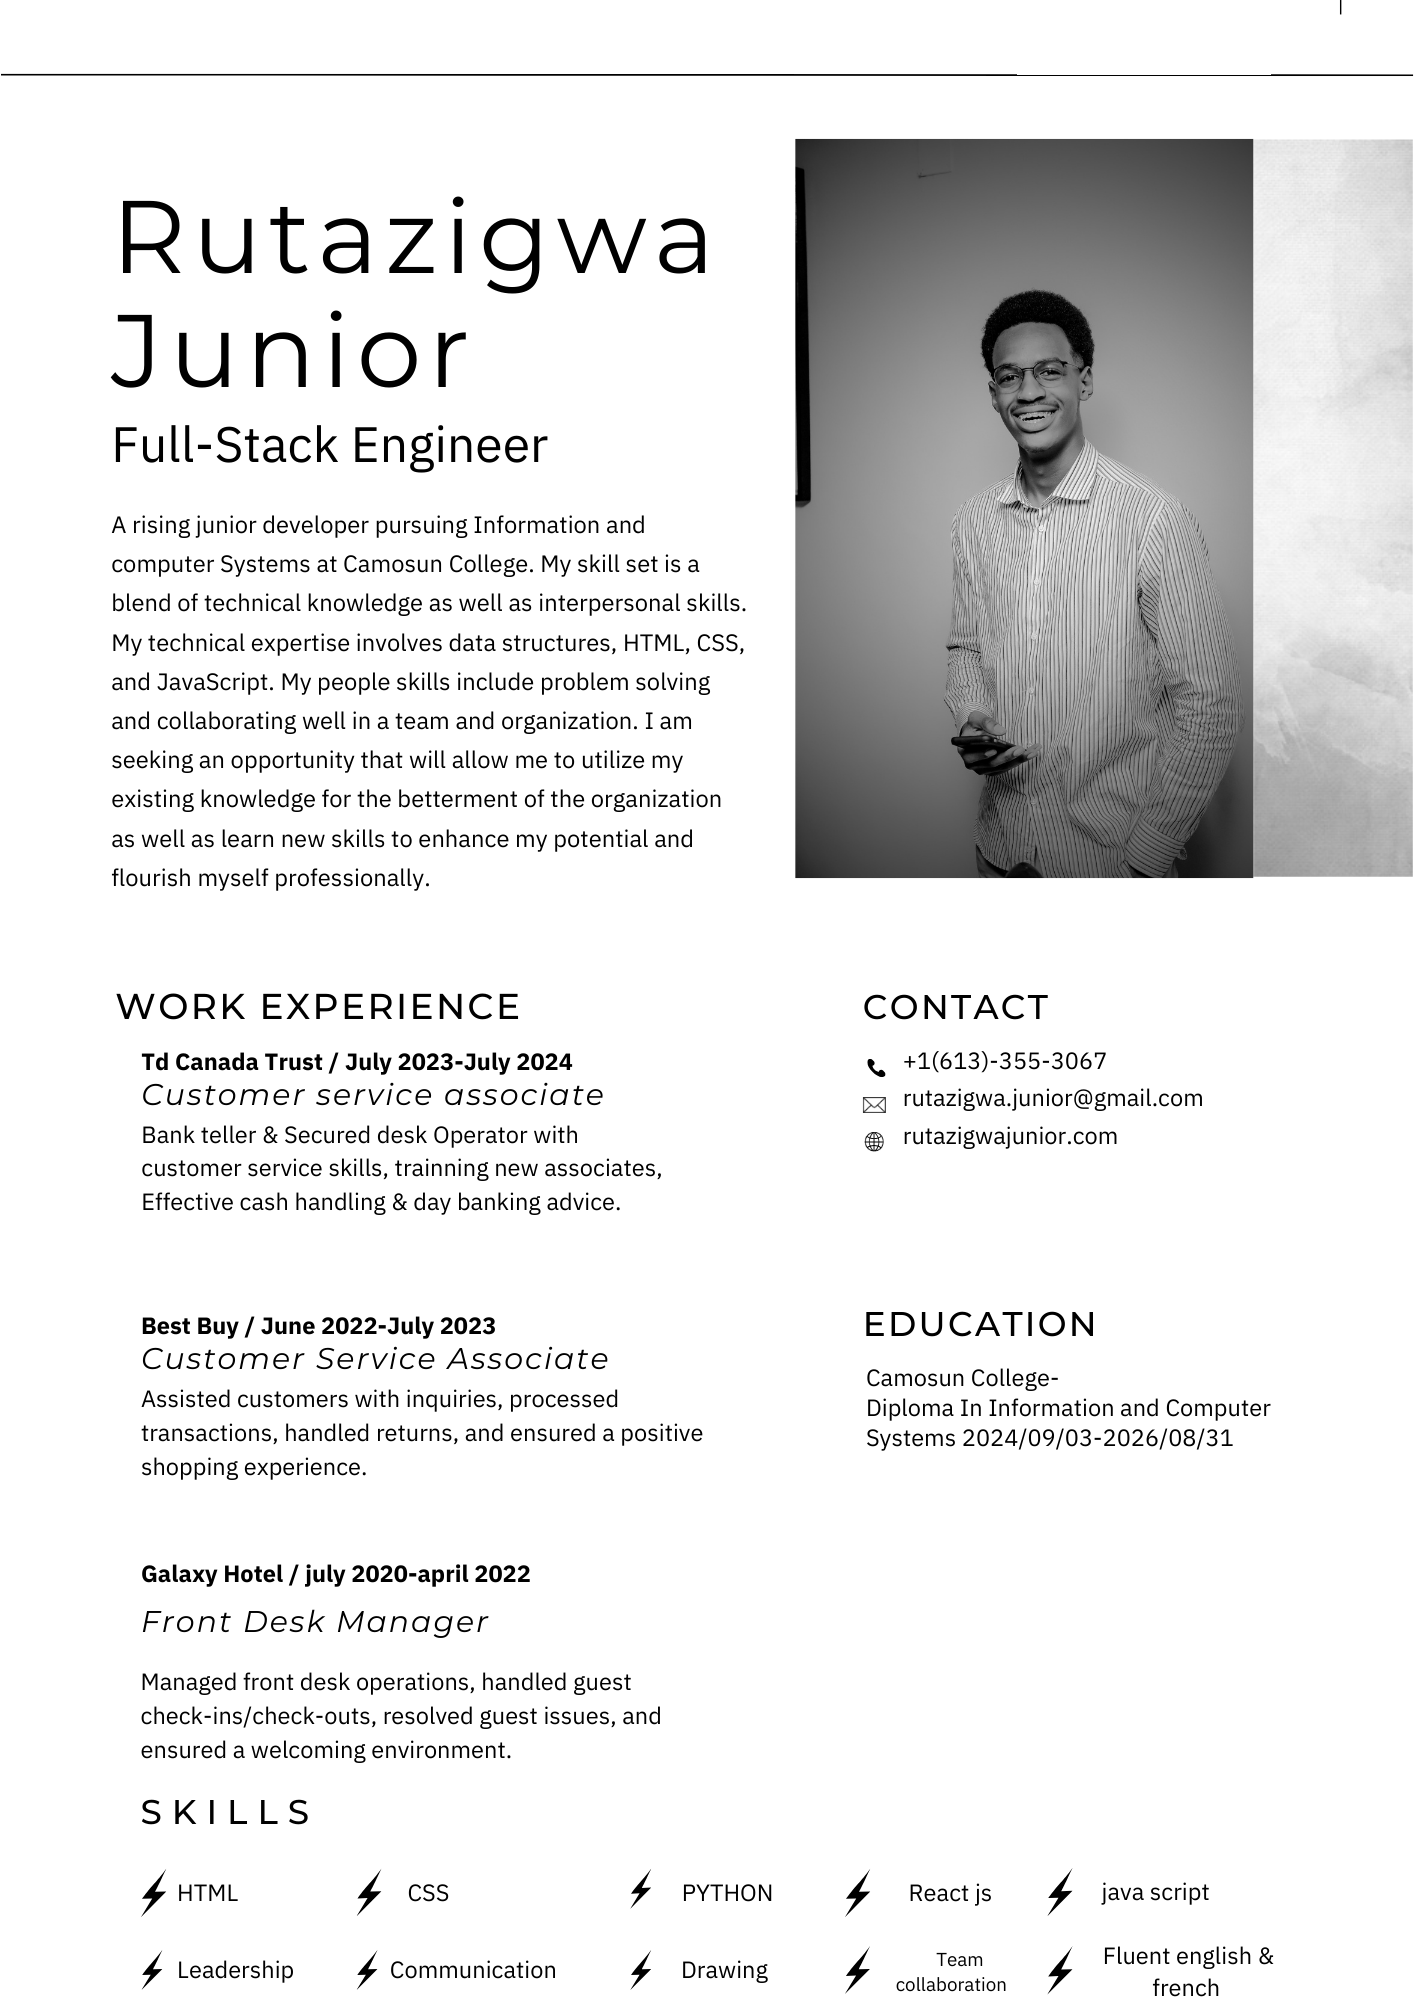 Rutazigwa
Junior
Full-Stack Engineer
A rising junior developer pursuing Information and
computer Systems at Camosun College. My skill set is a
blend of technical knowledge as well as interpersonal skills.
My technical expertise involves data structures, HTML, CSS,
and JavaScript. My people skills include problem solving
and collaborating well in a team and organization. I am
seeking an opportunity that will allow me to utilize my
existing knowledge for the betterment of the organization
as well as learn new skills to enhance my potential and
flourish myself professionally.
WORK EXPERIENCE
Td Canada Trust / July 2023-July 2024
Customer service associate
Bank teller & Secured desk Operator with
customer service skills, trainning new associates,
Effective cash handling & day banking advice.
Best Buy / June 2022-July 2023
Customer Service Associate
Assisted customers with inquiries, processed
transactions, handled returns, and ensured a positive
shopping experience.
Galaxy Hotel / july 2020-april 2022
Front Desk Manager
Managed front desk operations, handled guest
check-ins/check-outs, resolved guest issues, and
ensured a welcoming environment.
CONTACT
+1(613)-355-3067
rutazigwa.junior@gmail.com
rutazigwajunior.com
EDUCATION
Camosun College-
Diploma In Information and Computer
Systems 2024/09/03-2026/08/31
SKILLS
HTML
CSS
PYTHON
React js
java script
Leadership
Communication
Drawing
Team
collaboration
Fluent english &
french